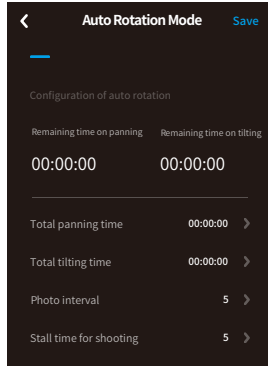 Auto Rotation Mode Save
Configuration of auto rotation
Remaining time on panning Remaining time on tilting
00:00:00 00:00:00
Total panning time 00:00:00
Total tilting time 00:00:00
Photo interval 5
Stall time for shooting 5